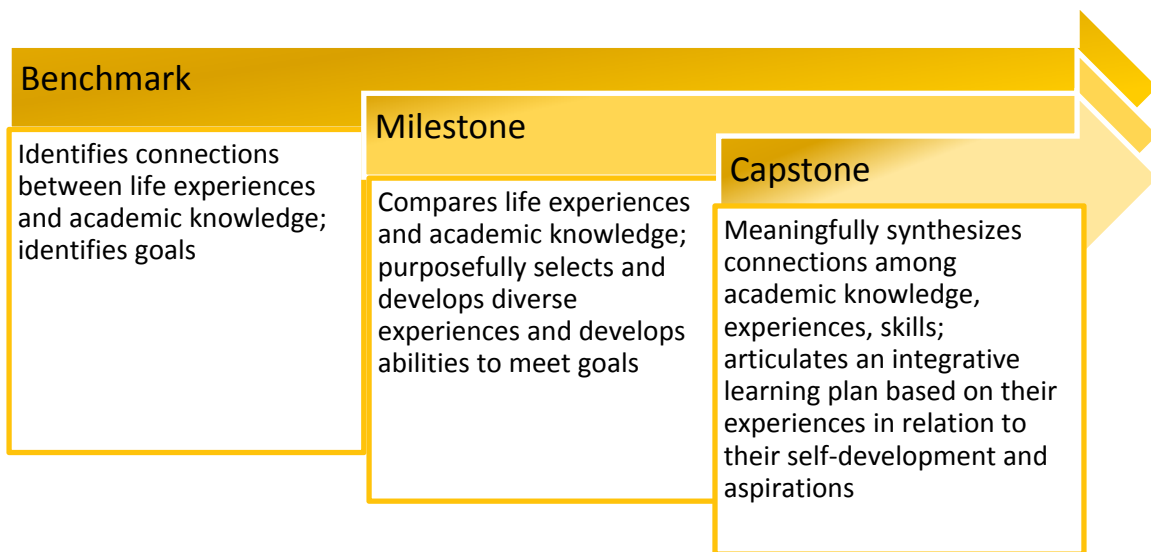 Benchmark
Identifies connections
between life experiences
and academic knowledge;
identifies goals
Milestone
Compares life experiences
and academic knowledge;
purposefully selects and
develops diverse
experiences and develops
abilities to meet goals
Capstone
Meaningfully synthesizes
connections among
academic knowledge,
experiences, skills;
articulates an integrative
learning plan based on their
experiences in relation to
their self-development and
aspirations